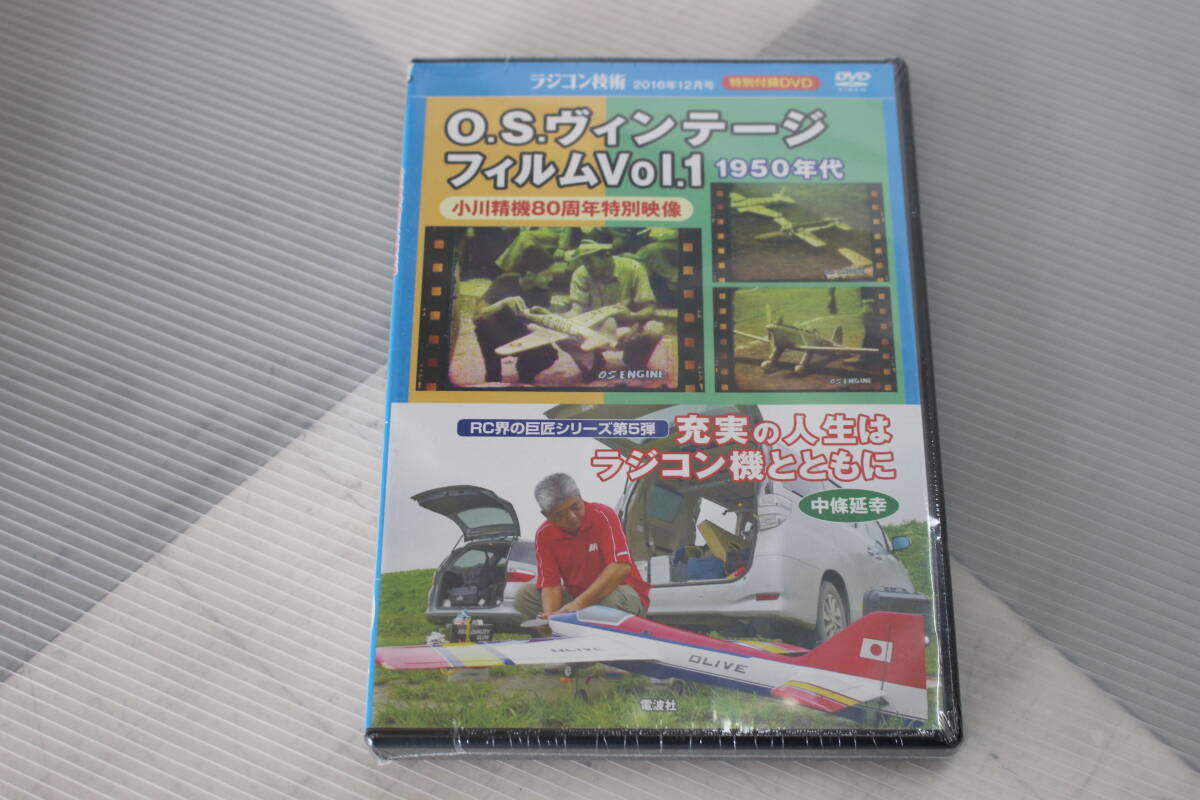 ラジコン技術 2016年12月号 特別付録DVD DVD VIDEO
O.S.ヴィンテージ
フィルムVol.1 1950年代
小川精機80周年特別映像
OS ENGINE
OS ENGINE
RC界の巨匠シリーズ第5弾 充実の人生は
ラジコン機とともに
中條延幸
OLIVE
OLIVE
電波社